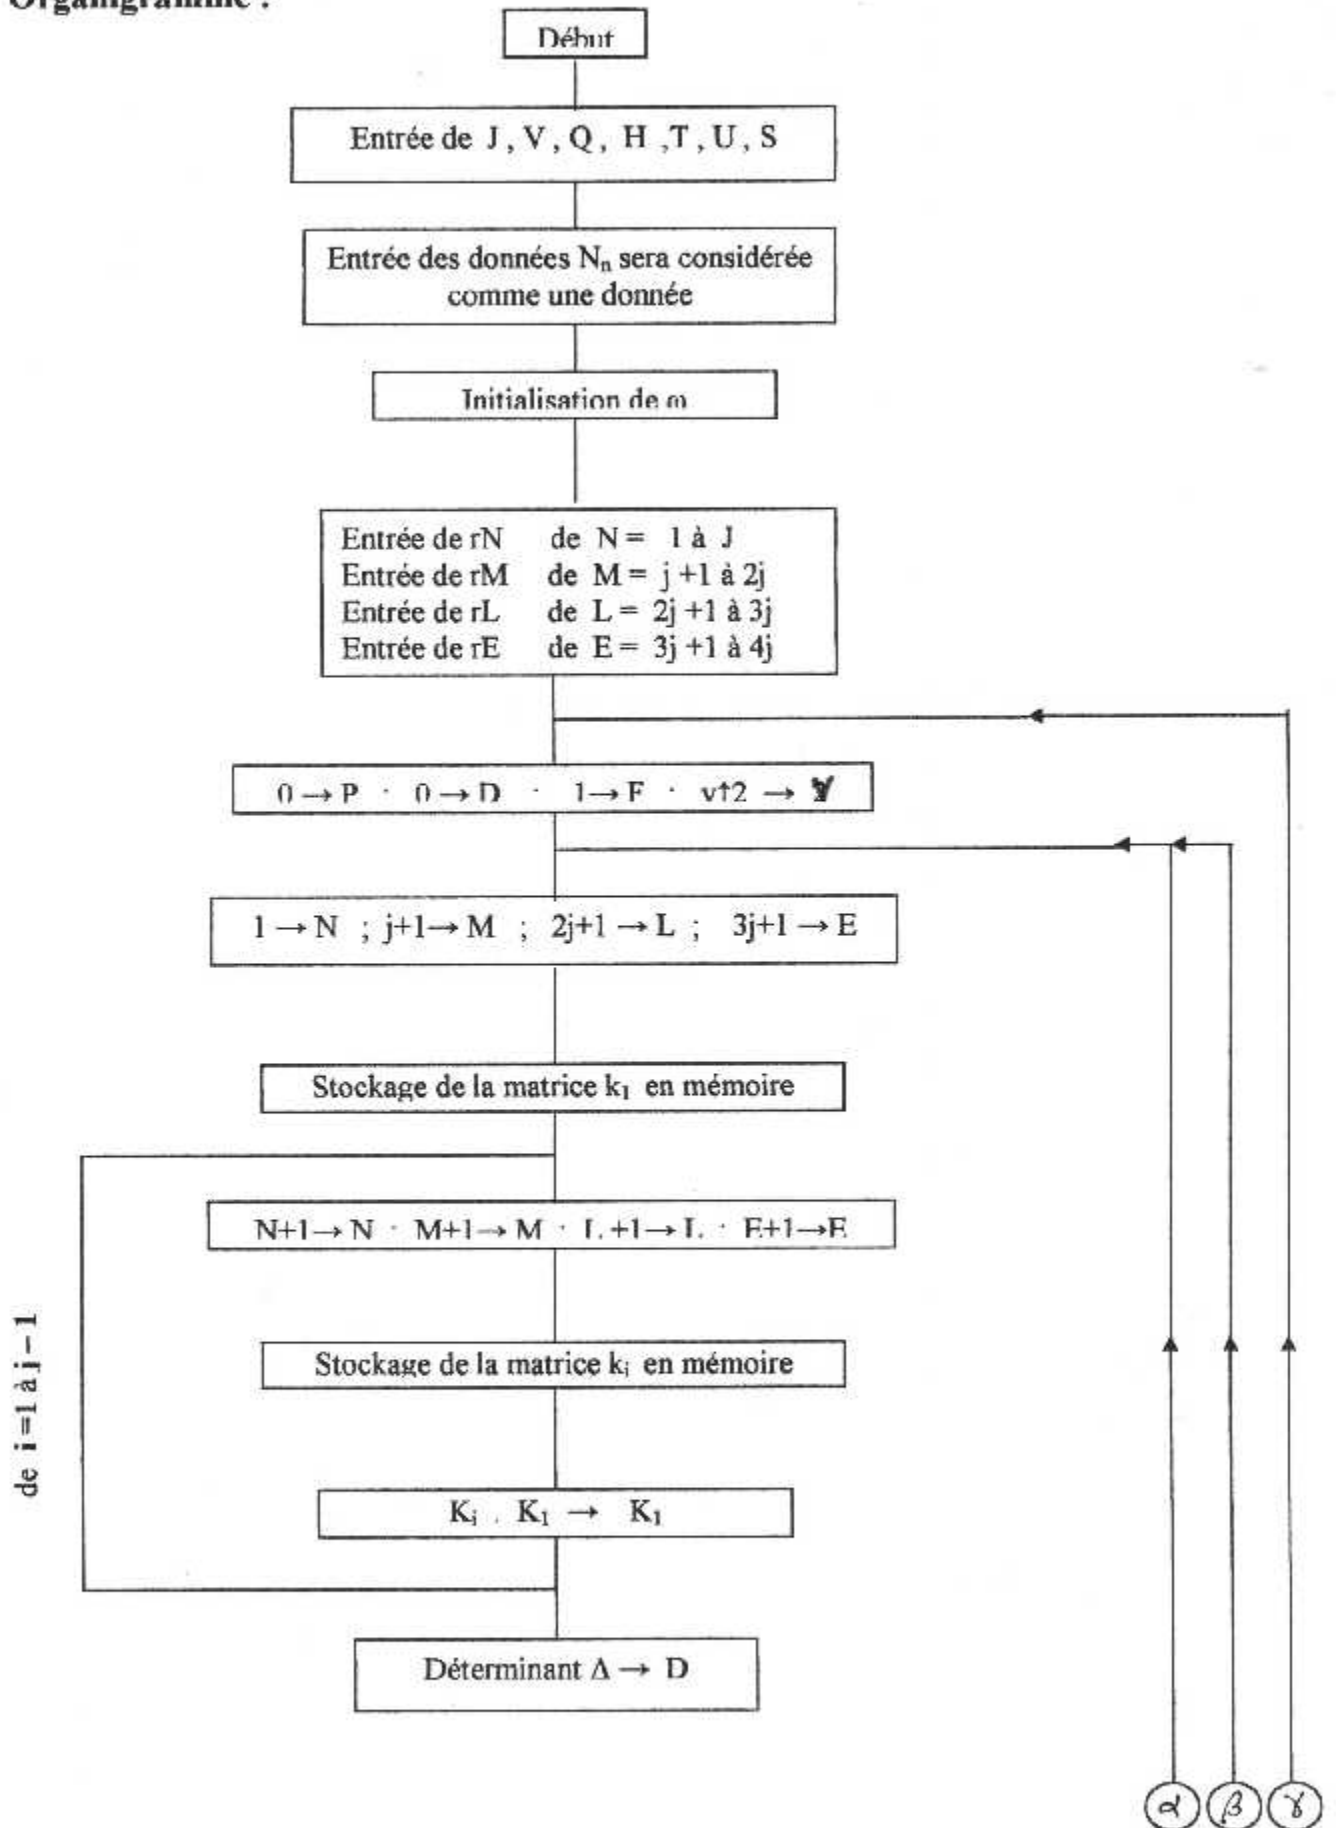 Organigramme :
Début
Entrée de J , V , Q , H ,T , U , S
Entrée des données Nn sera considérée
comme une donnée
Initialisation de ω
Entrée de rN de N = 1 à J
Entrée de rM de M = j +1 à 2j
Entrée de rL de L = 2j +1 à 3j
Entrée de rE de E = 3j +1 à 4j
0 → P · 0 → D · 1→ F · v↑2 →
1 → N ; j+1→ M ; 2j+1 → L ; 3j+1 → E
Stockage de la matrice k1 en mémoire
N+1→ N · M+1→ M · L+1→ L · E+1→E
de i =1 à j – 1
Stockage de la matrice ki en mémoire
Ki . K1 → K1
Déterminant Δ → D
α β γ